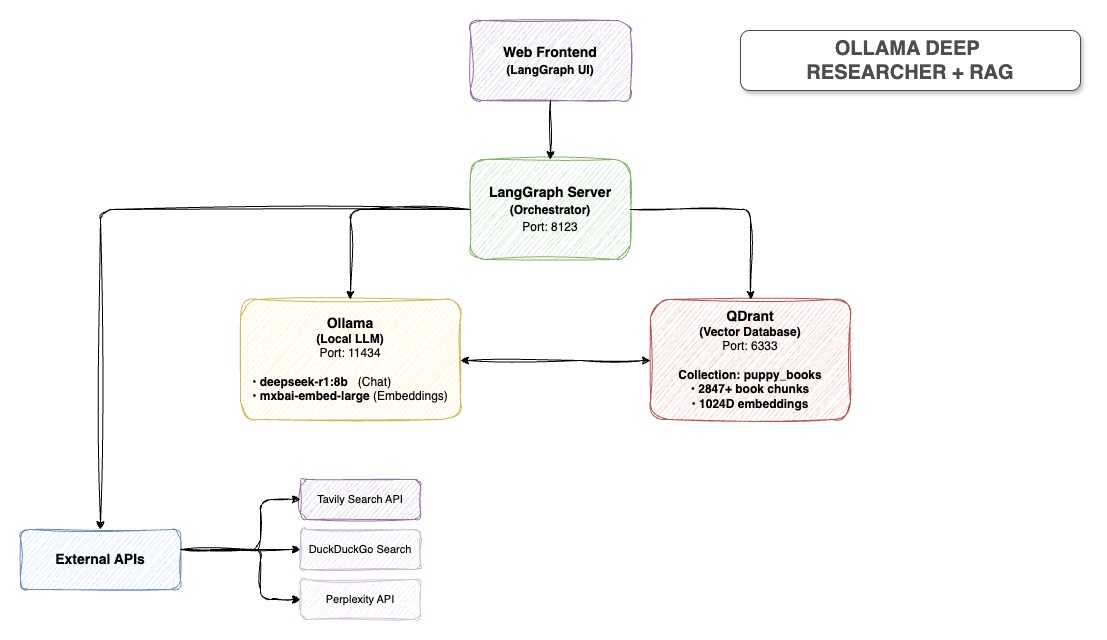 Web Frontend
(LangGraph UI)
OLLAMA DEEP
RESEARCHER + RAG
LangGraph Server
(Orchestrator)
Port: 8123
Ollama
(Local LLM)
Port: 11434
• deepseek-r1:8b (Chat)
• mxbai-embed-large (Embeddings)
QDrant
(Vector Database)
Port: 6333
Collection: puppy_books
• 2847+ book chunks
• 1024D embeddings
External APIs
Tavily Search API
DuckDuckGo Search
Perplexity API